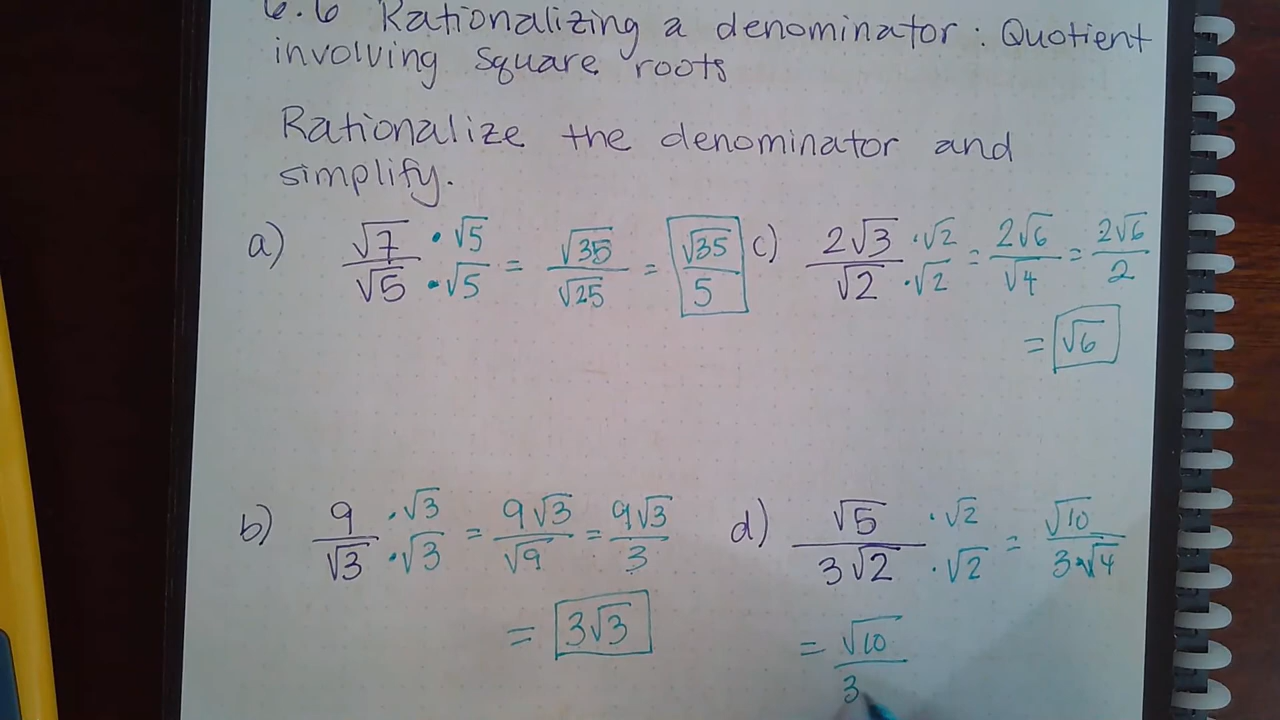 6.6 Rationalizing a denominator: Quotient
involving square roots
Rationalize the denominator and
simplify.
a) √7/√5 · √5/√5 = √35/√25 = √35/5
c) 2√3/√2 · √2/√2 = 2√6/√4 = 2√6/2
= √6
b) 9/√3 · √3/√3 = 9√3/√9 = 9√3/3
= 3√3
d) √5/3√2 · √2/√2 = √10/3·√4
= √10/3